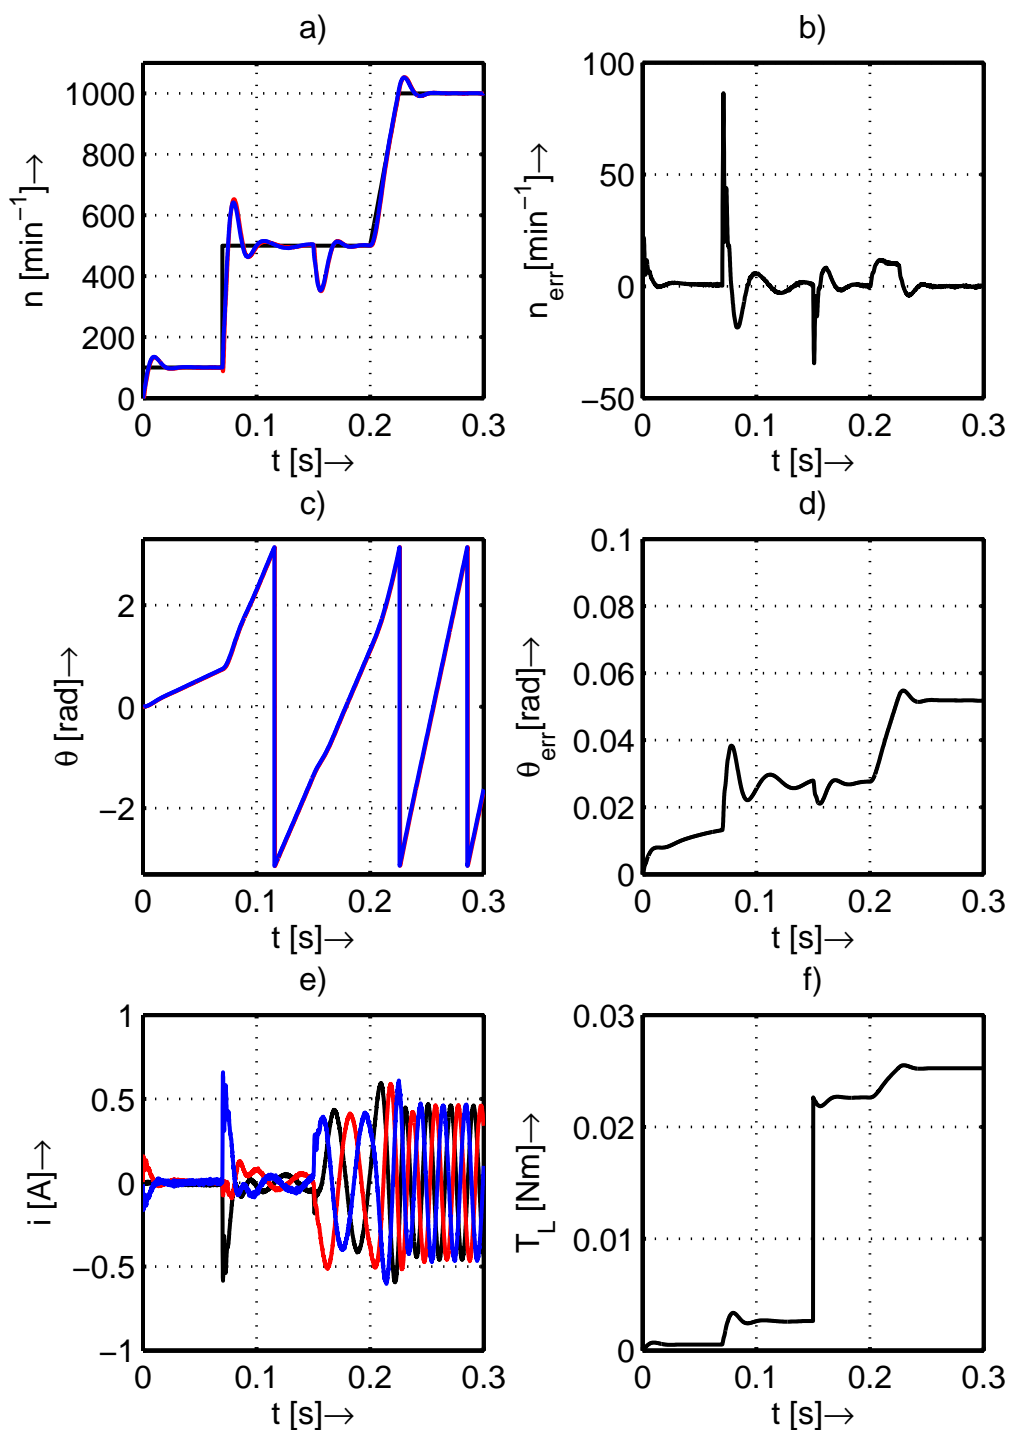 a)
n [min−1]→
1000
800
600
400
200
0
0 0.1 0.2 0.3
t [s]→
b)
nerr[min−1]→
100
50
0
−50
0 0.1 0.2 0.3
t [s]→
c)
θ [rad]→
2
0
−2
0 0.1 0.2 0.3
t [s]→
d)
θerr[rad]→
0.1
0.08
0.06
0.04
0.02
0
0 0.1 0.2 0.3
t [s]→
e)
i [A]→
1
0.5
0
−0.5
−1
0 0.1 0.2 0.3
t [s]→
f)
TL [Nm]→
0.03
0.02
0.01
0
0 0.1 0.2 0.3
t [s]→